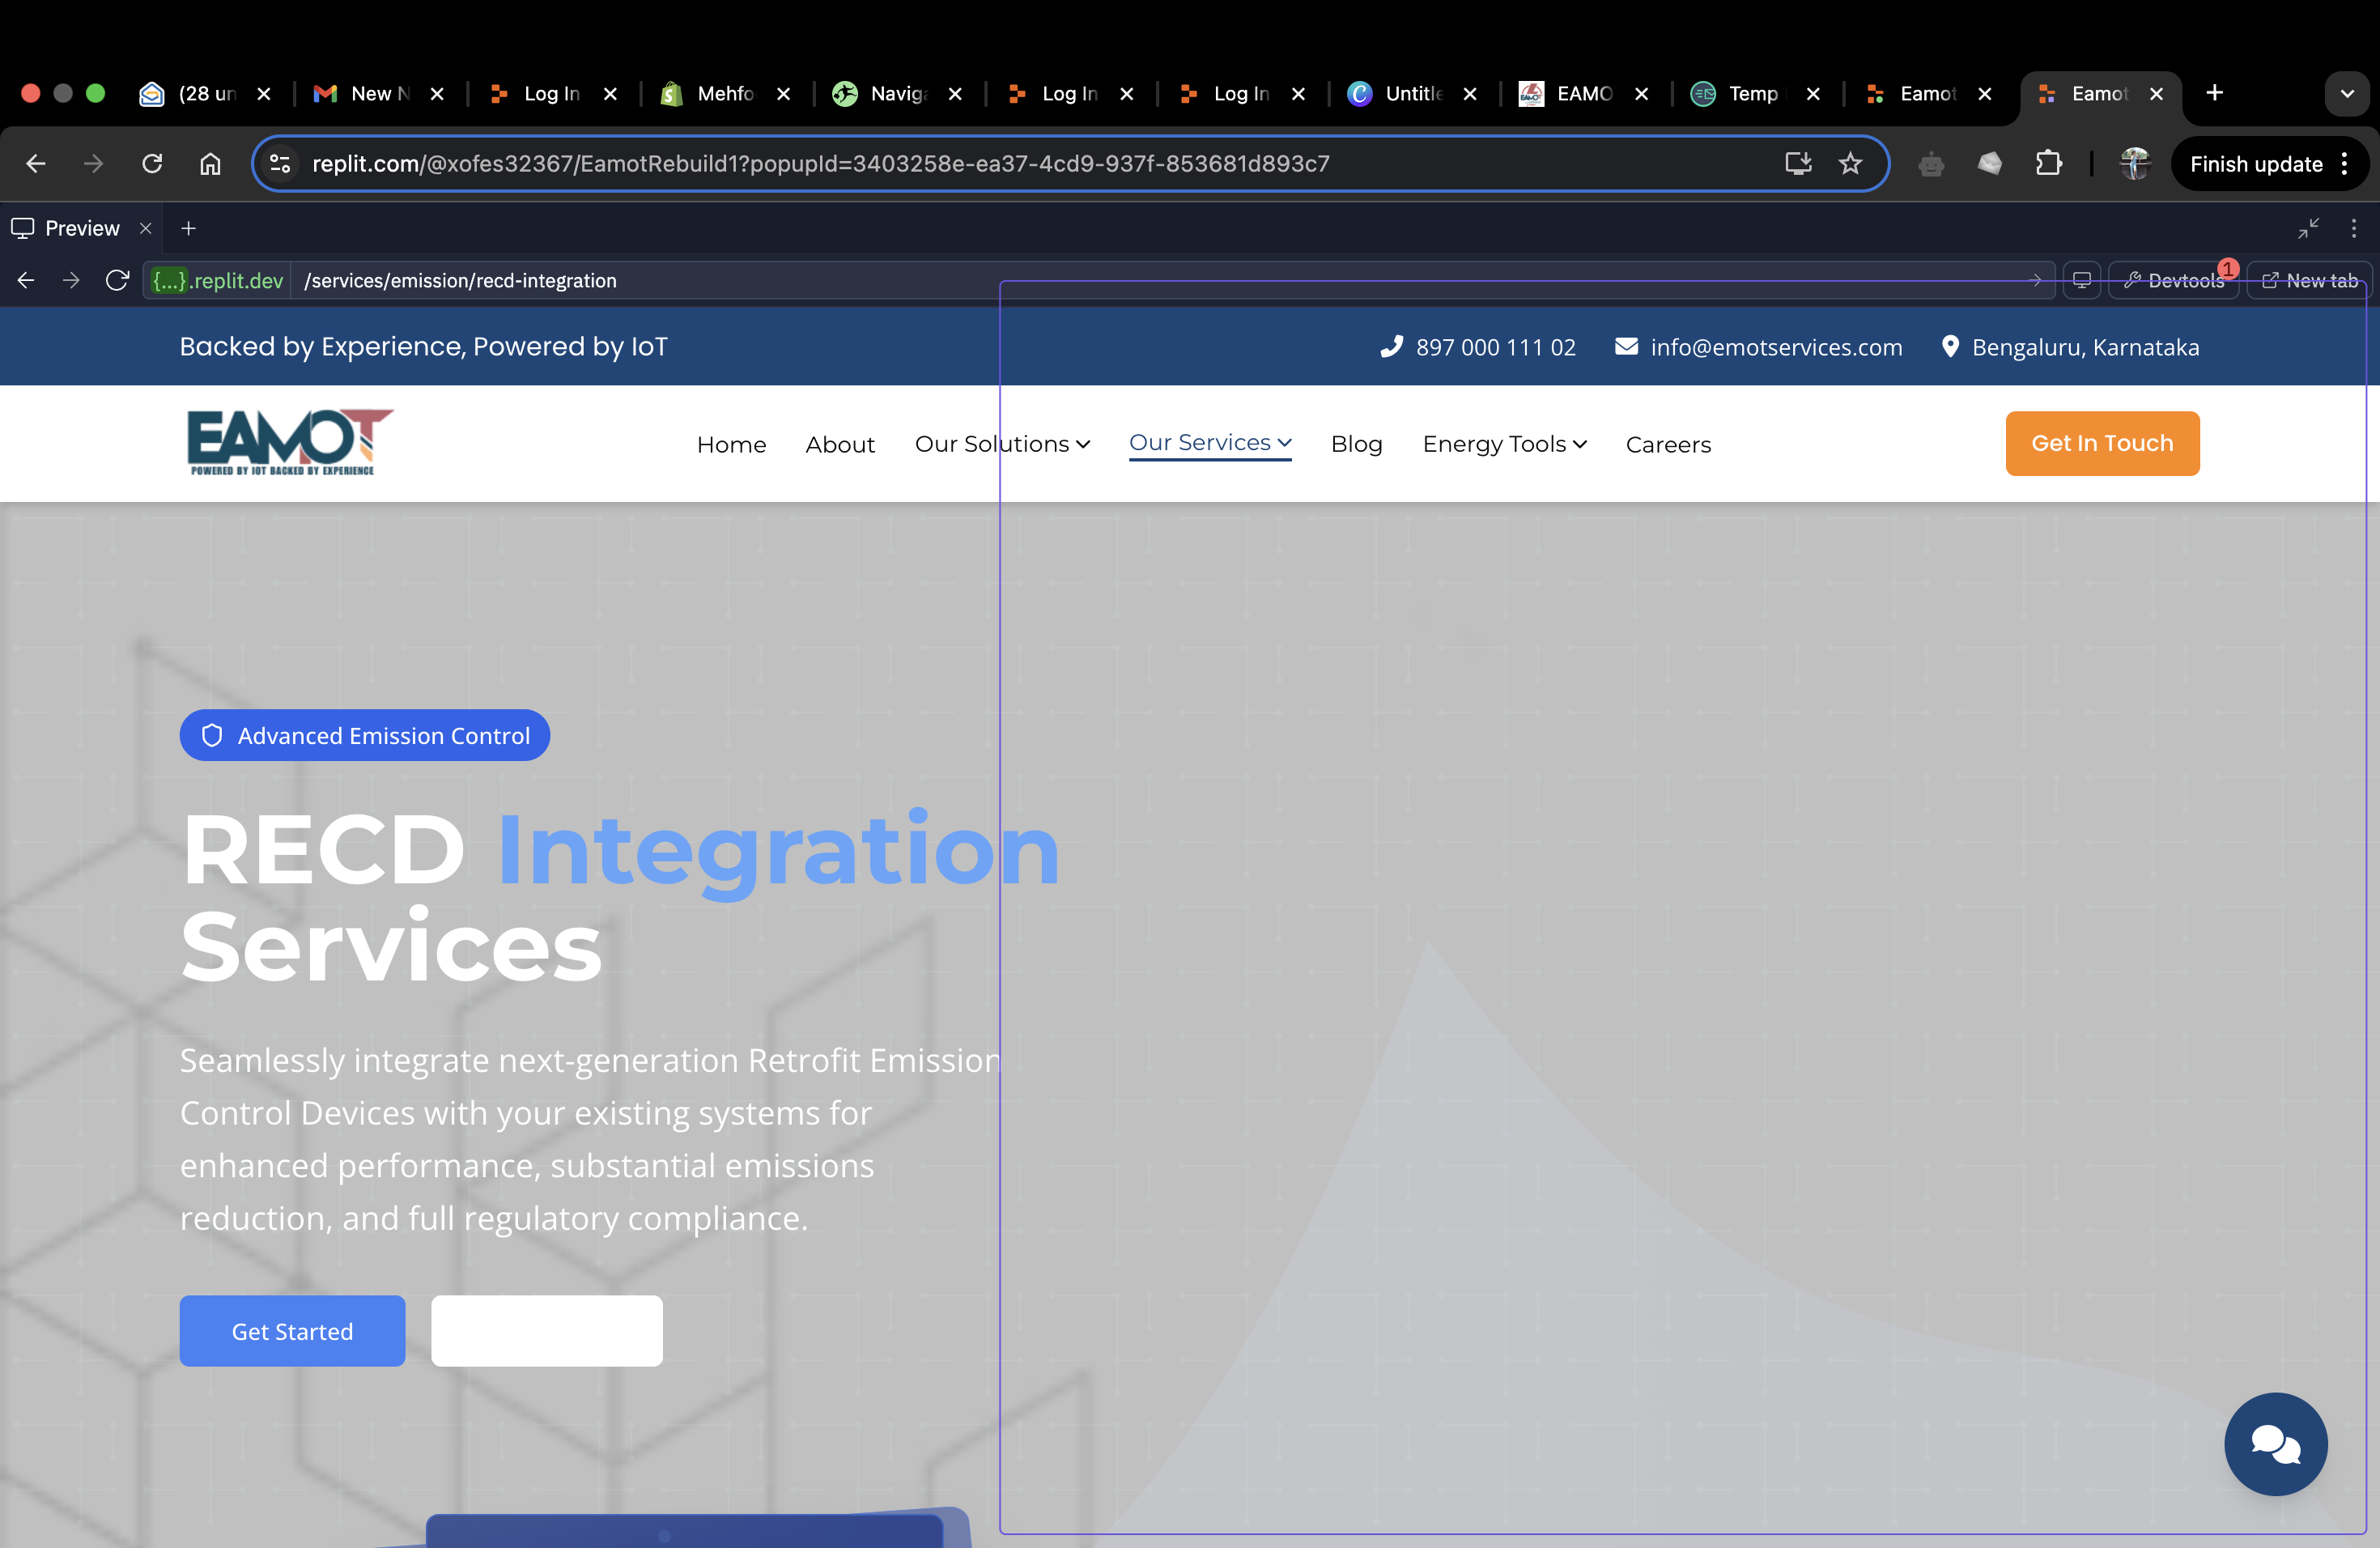 (28 un
New N
Log In
Mehfo
Naviga
Log In
Log In
Untitle
EAMO
Temp
Eamot
Eamot
replit.com/@xofes32367/EamotRebuild1?popupId=3403258e-ea37-4cd9-937f-853681d893c7
Finish update
Preview
{...}.replit.dev
/services/emission/recd-integration
Devtools
1
New tab
Backed by Experience, Powered by IoT
897 000 111 02
info@emotservices.com
Bengaluru, Karnataka
EAMOT
POWERED BY IOT BACKED BY EXPERIENCE
Home
About
Our Solutions
Our Services
Blog
Energy Tools
Careers
Get In Touch
Advanced Emission Control
RECD Integration
Services
Seamlessly integrate next-generation Retrofit Emission
Control Devices with your existing systems for
enhanced performance, substantial emissions
reduction, and full regulatory compliance.
Get Started